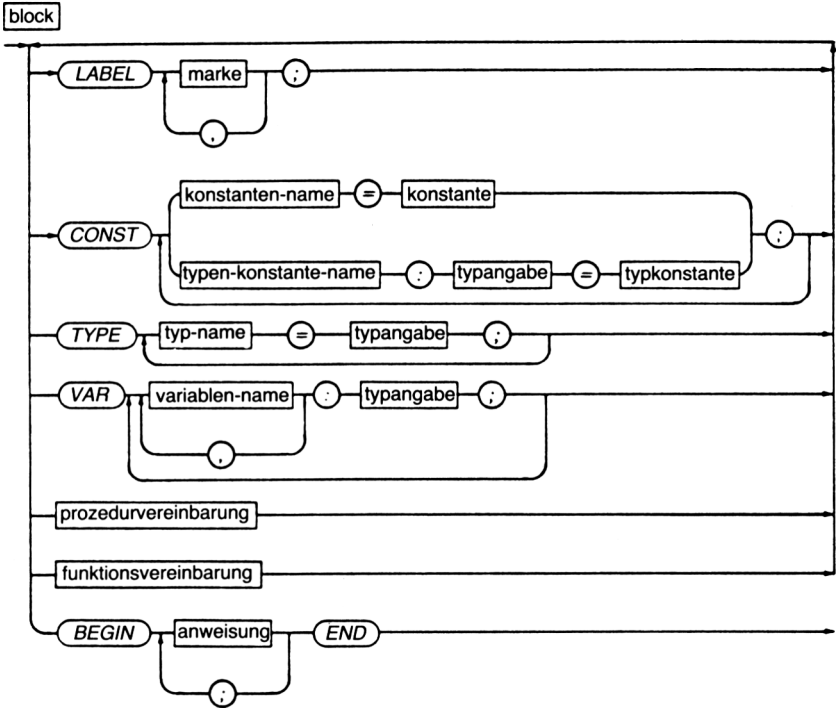 block
LABEL marke ;
,
konstanten-name = konstante
CONST ;
typen-konstante-name : typangabe = typkonstante
TYPE typ-name = typangabe ;
VAR variablen-name : typangabe ;
,
prozedurvereinbarung
funktionsvereinbarung
BEGIN anweisung END
;